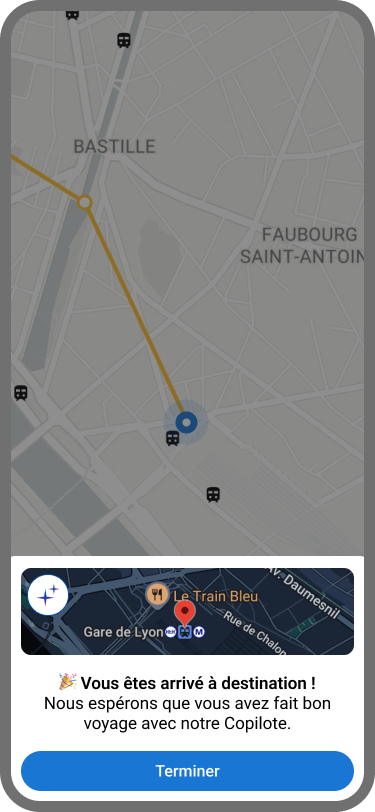 BASTILLE
FAUBOURG
SAINT-ANTOIN
Le Train Bleu
Av. Daumesnil
Gare de Lyon
RER
M
Rue de Chalon
🎉 Vous êtes arrivé à destination !
Nous espérons que vous avez fait bon
voyage avec notre Copilote.
Terminer